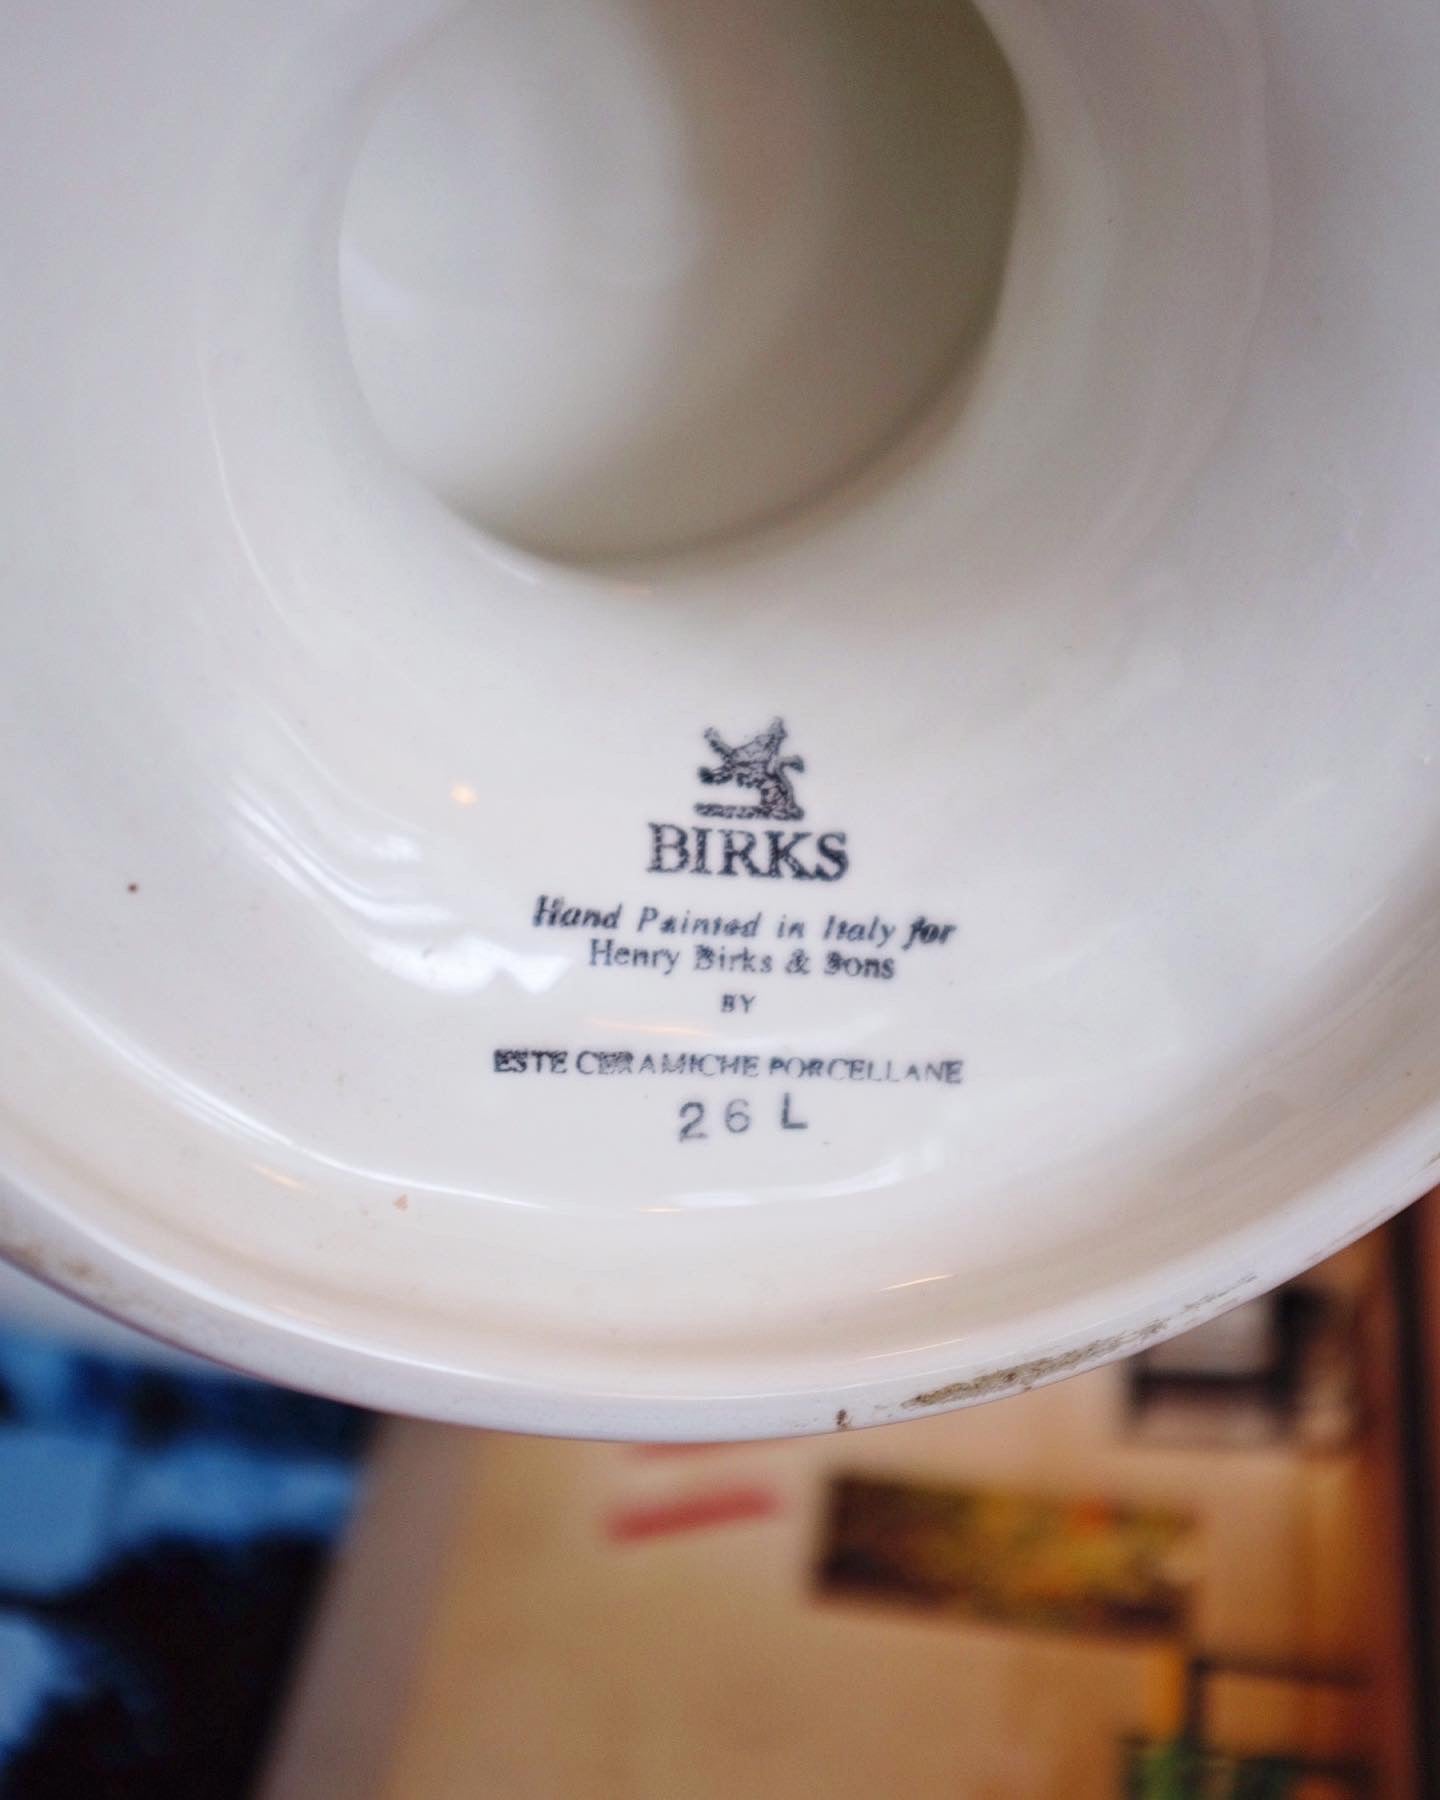 BIRKS
Hand Painted in Italy for
Henry Birks & Sons
BY
ESTE CERAMICHE PORCELLANE
26 L